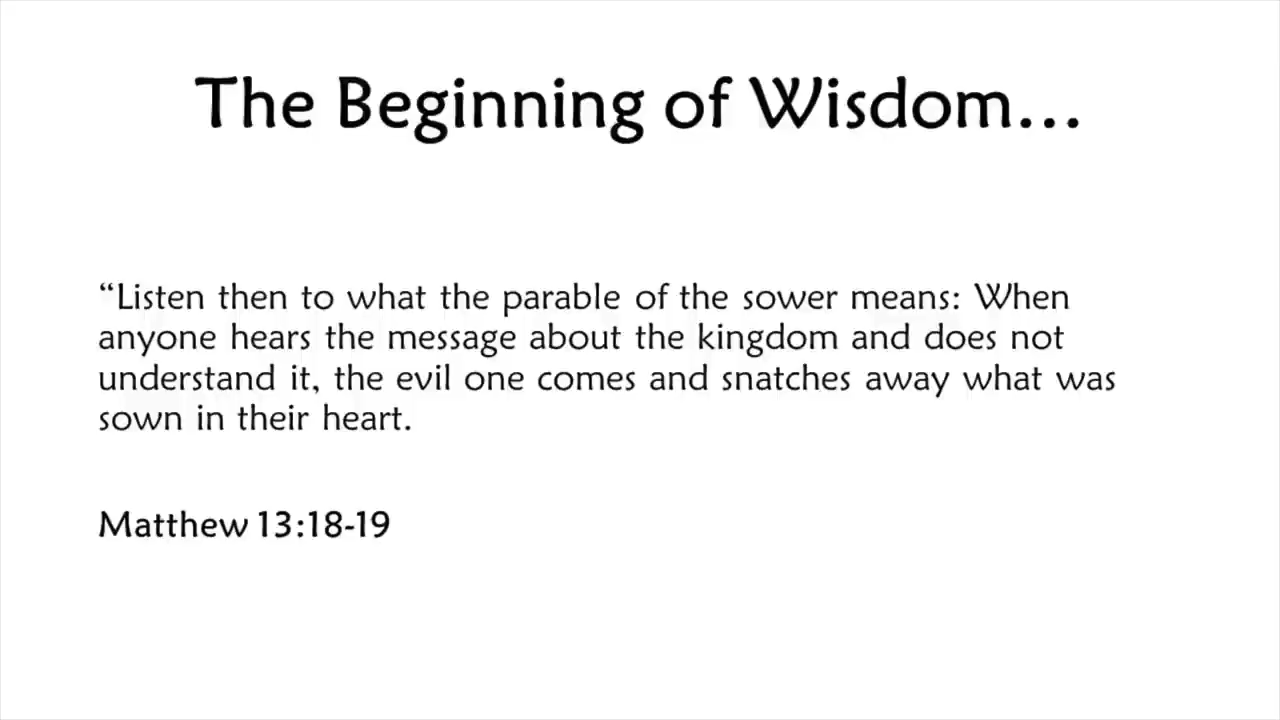 The Beginning of Wisdom...
“Listen then to what the parable of the sower means: When
anyone hears the message about the kingdom and does not
understand it, the evil one comes and snatches away what was
sown in their heart.
Matthew 13:18-19